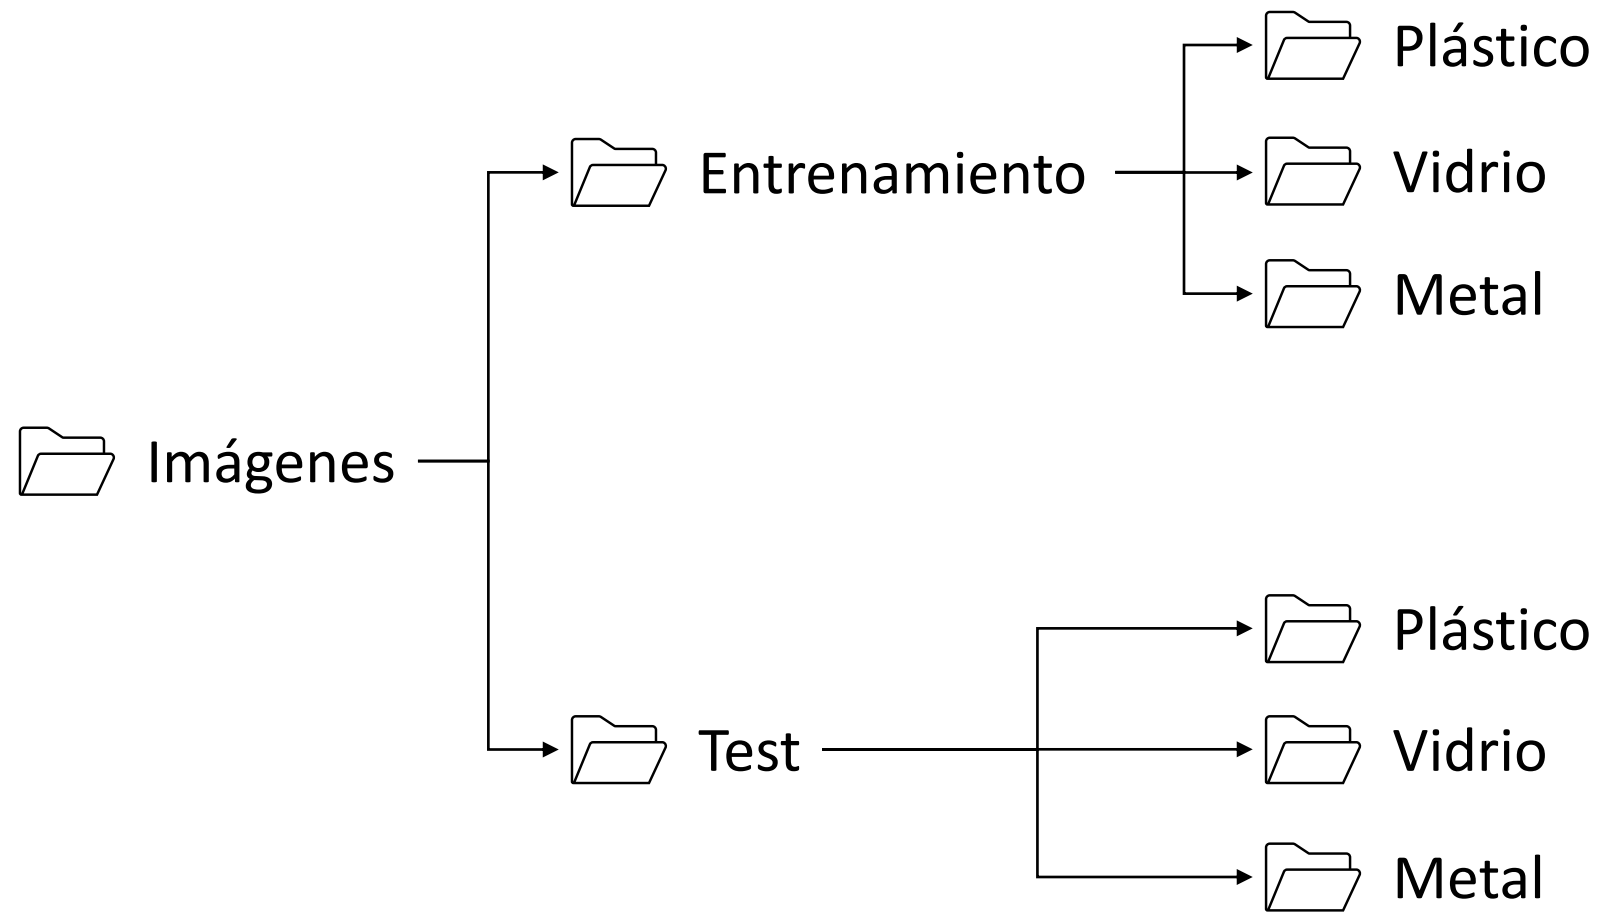 Imágenes
Entrenamiento
Plástico
Vidrio
Metal
Test
Plástico
Vidrio
Metal